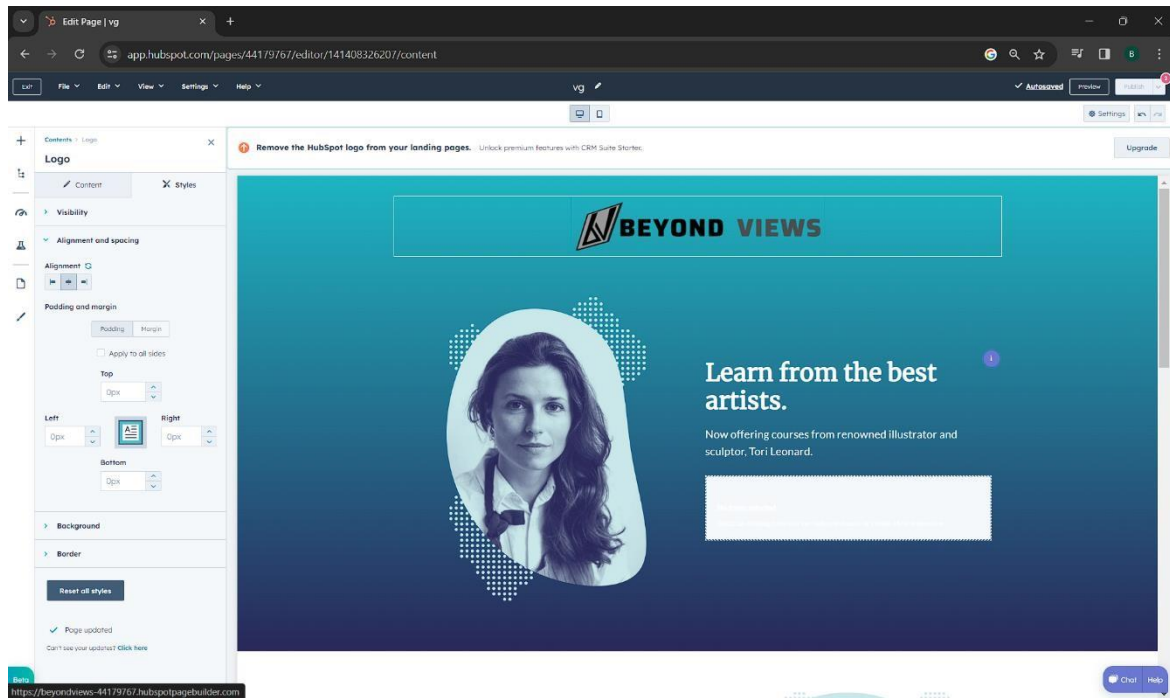 Edit Page | vg
app.hubspot.com/pages/44179767/editor/141408326207/content
B
Exit File Edit View Settings Help vg Autosaved Preview Publish
Settings
Contents Logo
Logo
Content Styles
Visibility
Alignment and spacing
Alignment
Padding and margin
Padding Margin
Apply to all sides
Top
0px
Left Right
0px 0px
Bottom
0px
Background
Border
Reset all styles
Page updated
Can't see your updates? Click here
Beta
https://beyondviews-44179767.hubspotpagebuilder.com
Remove the HubSpot logo from your landing pages. Unlock premium features with CRM Suite Starter. Upgrade
BEYOND VIEWS
Learn from the best
artists.
Now offering courses from renowned illustrator and
sculptor, Tori Leonard.
Chat Help